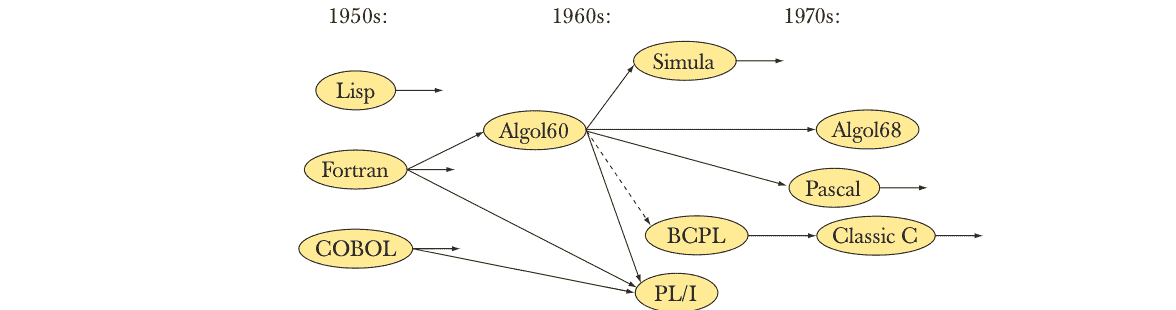 1950s: 1960s: 1970s:
Simula
Lisp
Algol60
Algol68
Fortran
Pascal
BCPL
Classic C
COBOL
PL/I